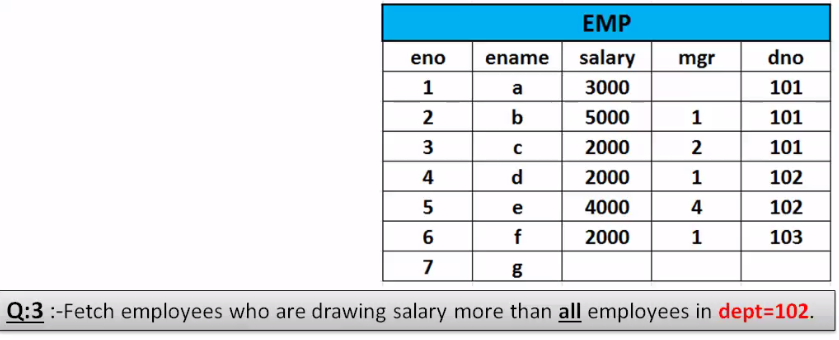 EMP
eno ename salary mgr dno
1 a 3000 101
2 b 5000 1 101
3 c 2000 2 101
4 d 2000 1 102
5 e 4000 4 102
6 f 2000 1 103
7 g
Q:3 :-Fetch employees who are drawing salary more than all employees in dept=102.